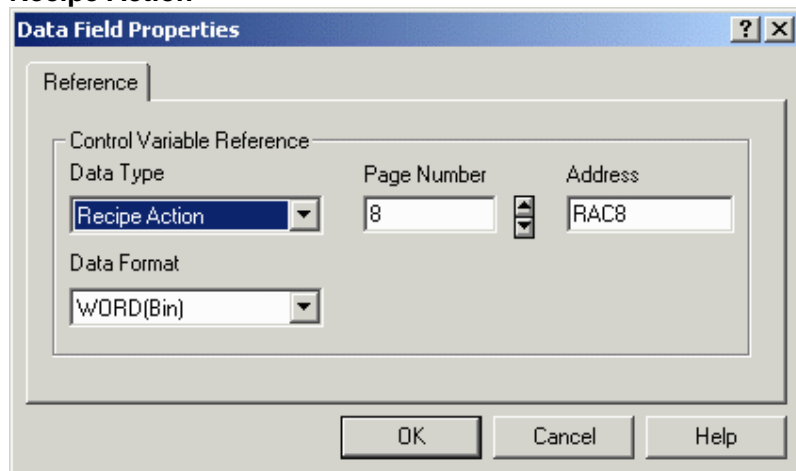 Recipe Action
Data Field Properties
Reference
Control Variable Reference
Data Type Page Number Address
Recipe Action 8 RAC8
Data Format
WORD(Bin)
OK Cancel Help